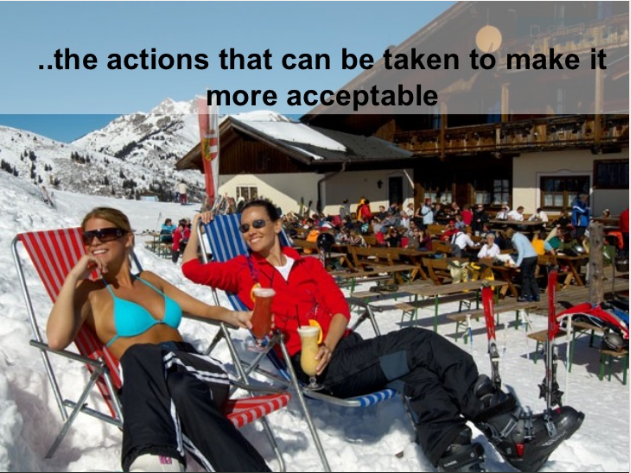 ..the actions that can be taken to make it
more acceptable